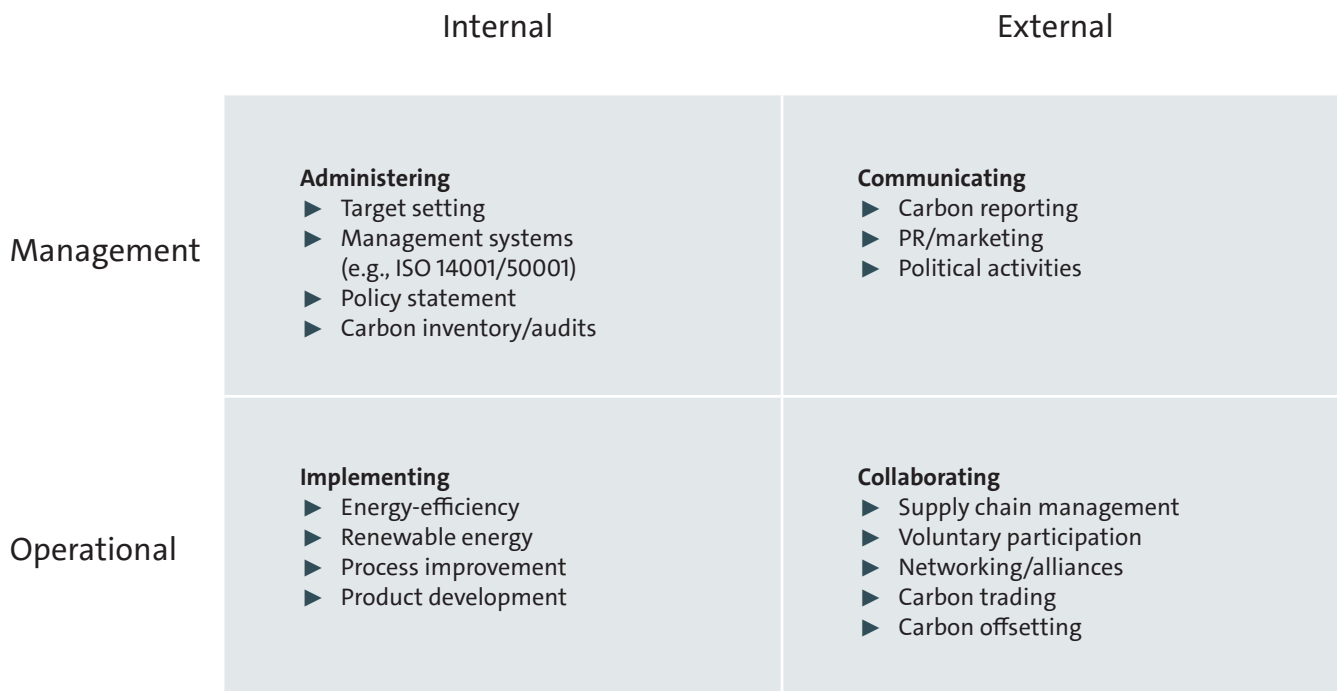 Internal
External
Management
Administering
► Target setting
► Management systems
(e.g., ISO 14001/50001)
► Policy statement
► Carbon inventory/audits
Communicating
► Carbon reporting
► PR/marketing
► Political activities
Operational
Implementing
► Energy-efficiency
► Renewable energy
► Process improvement
► Product development
Collaborating
► Supply chain management
► Voluntary participation
► Networking/alliances
► Carbon trading
► Carbon offsetting